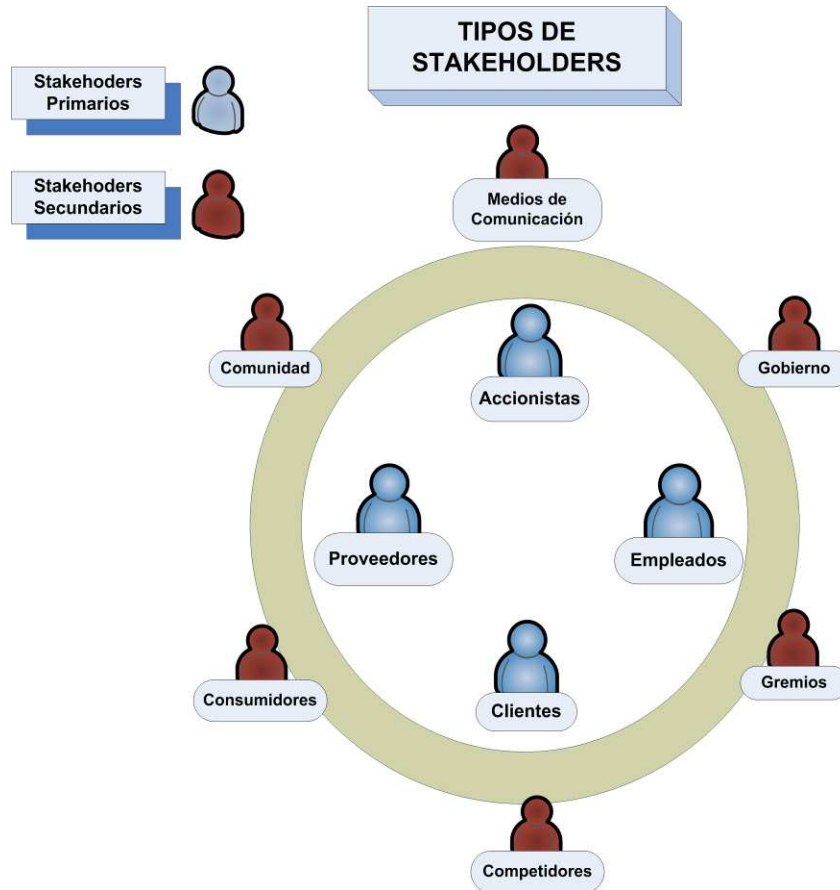 TIPOS DE
STAKEHOLDERS
Stakehoders
Primarios
Stakehoders
Secundarios
Medios de
Comunicación
Comunidad
Gobierno
Accionistas
Proveedores
Empleados
Consumidores
Clientes
Gremios
Competidores